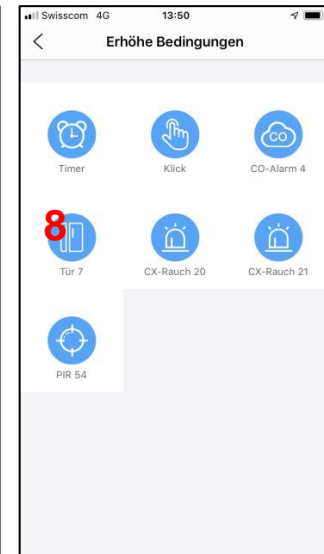 Swisscom 4G 13:50
Erhöhe Bedingungen
CO
Timer Klick CO-Alarm 4
8
Tür 7 CX-Rauch 20 CX-Rauch 21
PIR 54